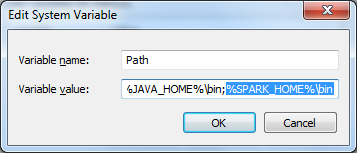 Edit System Variable
Variable name: Path
Variable value: %JAVA_HOME%\bin;%SPARK_HOME%\bin
OK Cancel